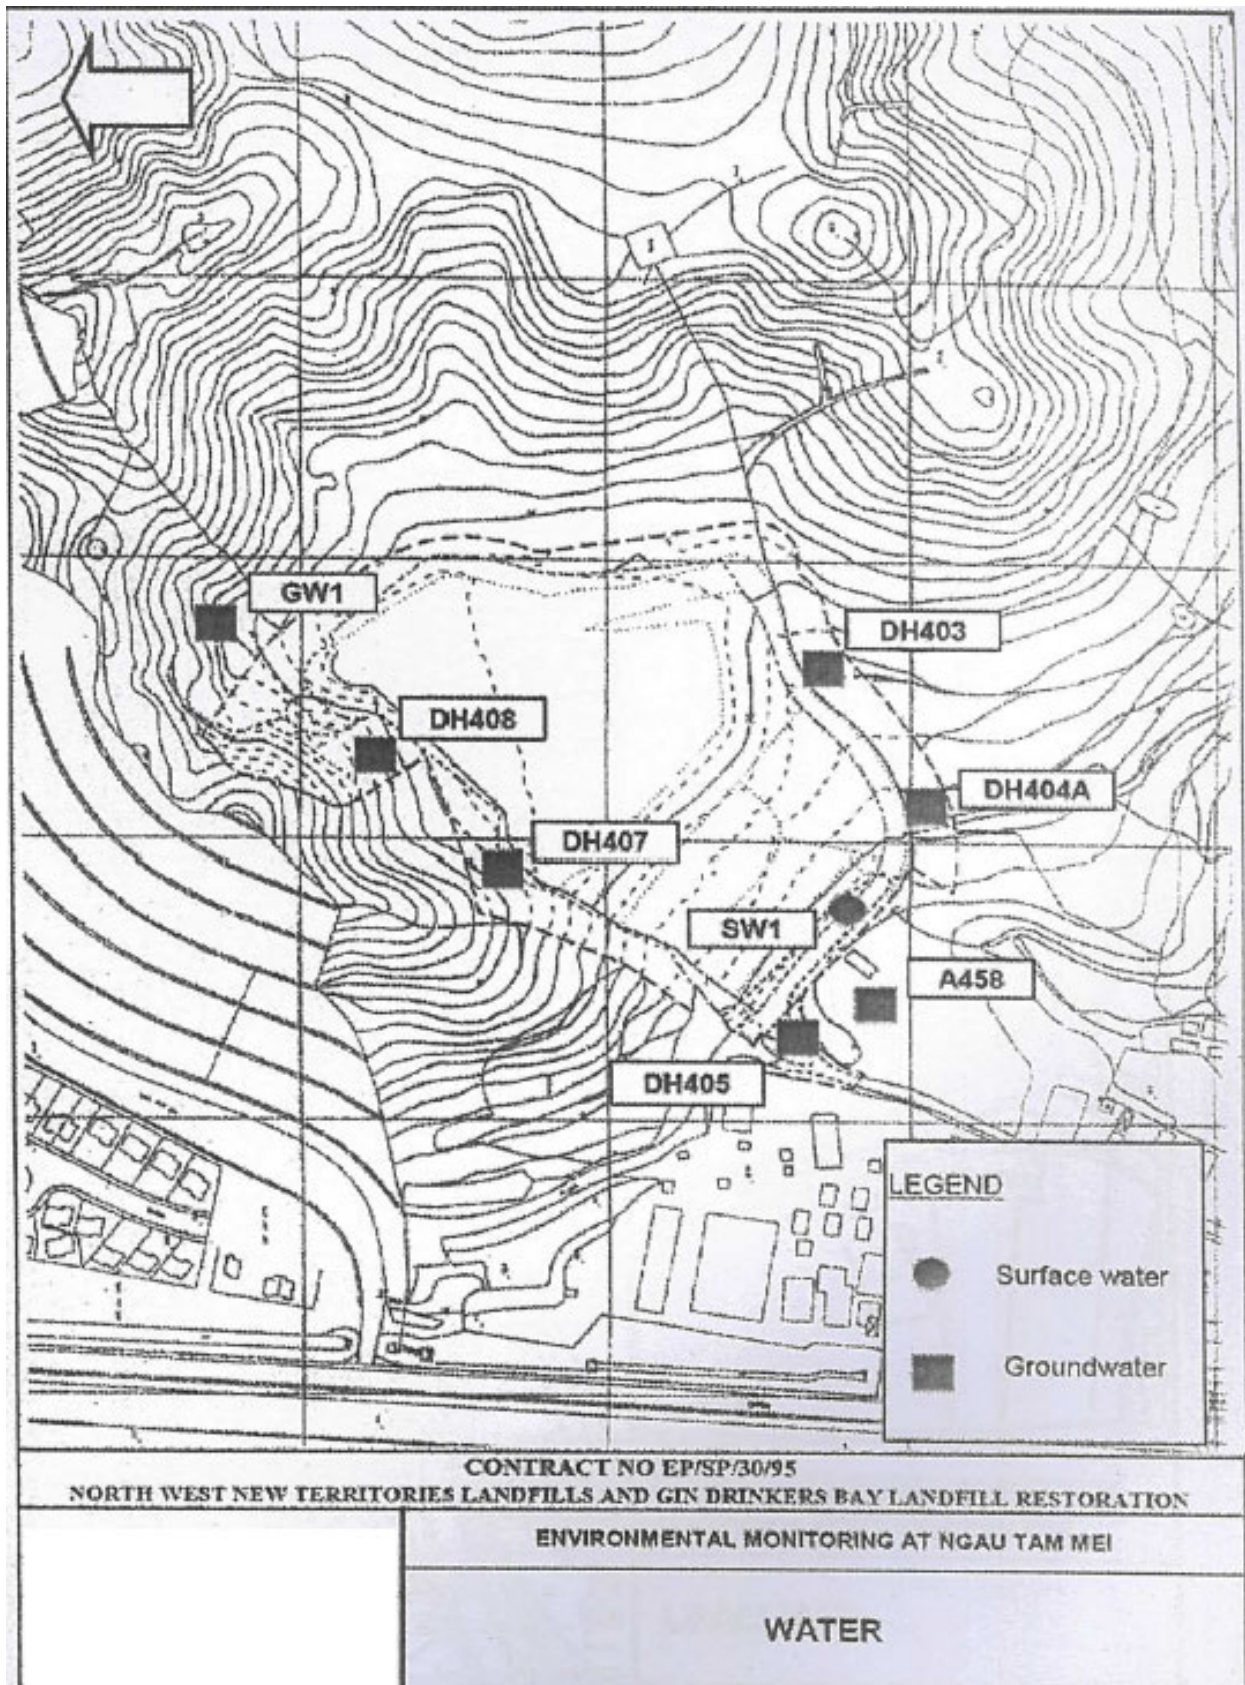 GW1
DH403
DH408
DH404A
DH407
SW1
A458
DH405
LEGEND
Surface water
Groundwater
CONTRACT NO EP/SP/30/95
NORTH WEST NEW TERRITORIES LANDFILLS AND GIN DRINKERS BAY LANDFILL RESTORATION
ENVIRONMENTAL MONITORING AT NGAU TAM MEI
WATER